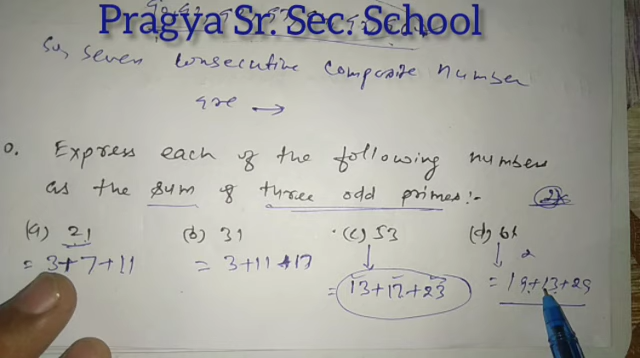 Pragya Sr. Sec. School
So, Seven Consecutive Composite Number
are →
0. Express each of the following numbers
as the sum of three odd primes:-
(a) 21 (b) 31 (c) 53 (d) 61
= 3+7+11 = 3+11+17 = 13+17+23 = 19+13+29